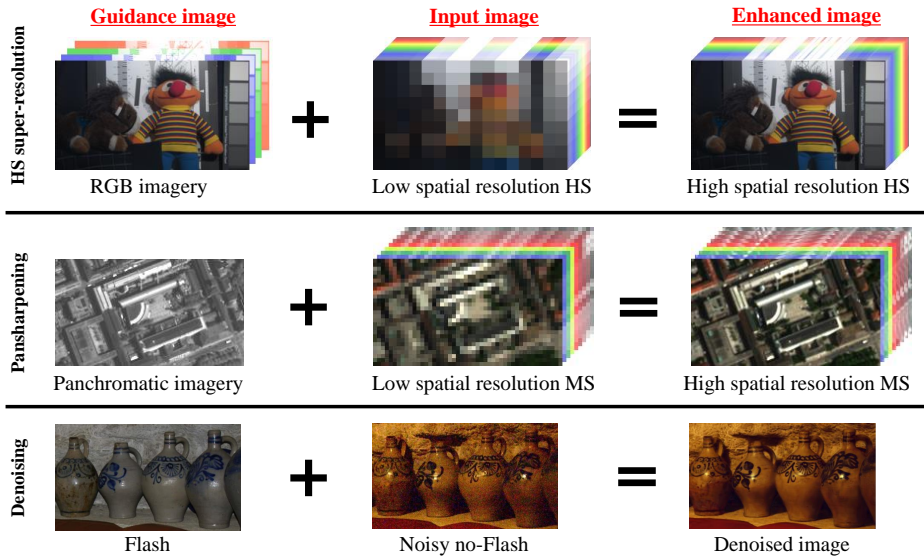 Guidance image
Input image
Enhanced image
HS super-resolution
RGB imagery
Low spatial resolution HS
High spatial resolution HS
Pansharpening
Panchromatic imagery
Low spatial resolution MS
High spatial resolution MS
Denoising
Flash
Noisy no-Flash
Denoised image